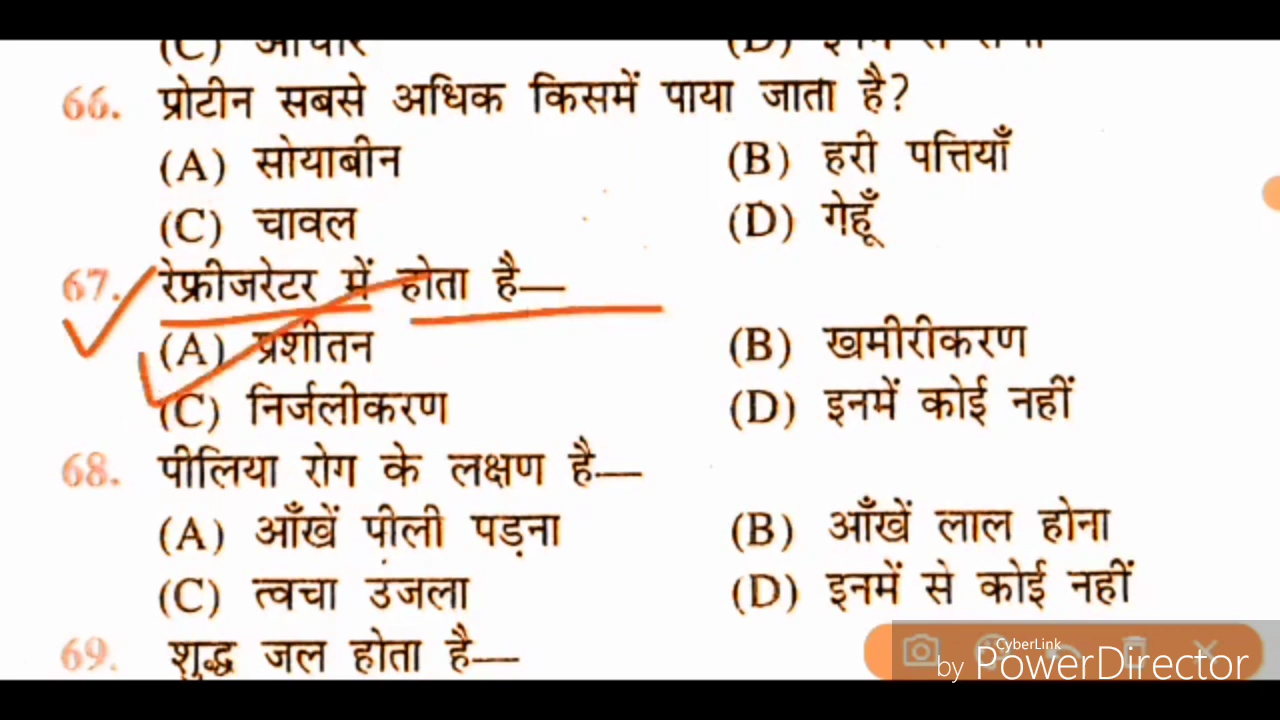 66. प्रोटीन सबसे अधिक किसमें पाया जाता है?
(A) सोयाबीन (B) हरी पत्तियाँ
(C) चावल (D) गेहूँ
67. रेफ्रीजरेटर में होता है—
(A) प्रशीतन (B) खमीरीकरण
(C) निर्जलीकरण (D) इनमें कोई नहीं
68. पीलिया रोग के लक्षण है—
(A) आँखें पीली पड़ना (B) आँखें लाल होना
(C) त्वचा उजला (D) इनमें से कोई नहीं
69. शुद्ध जल होता है—
CyberLink
by PowerDirector